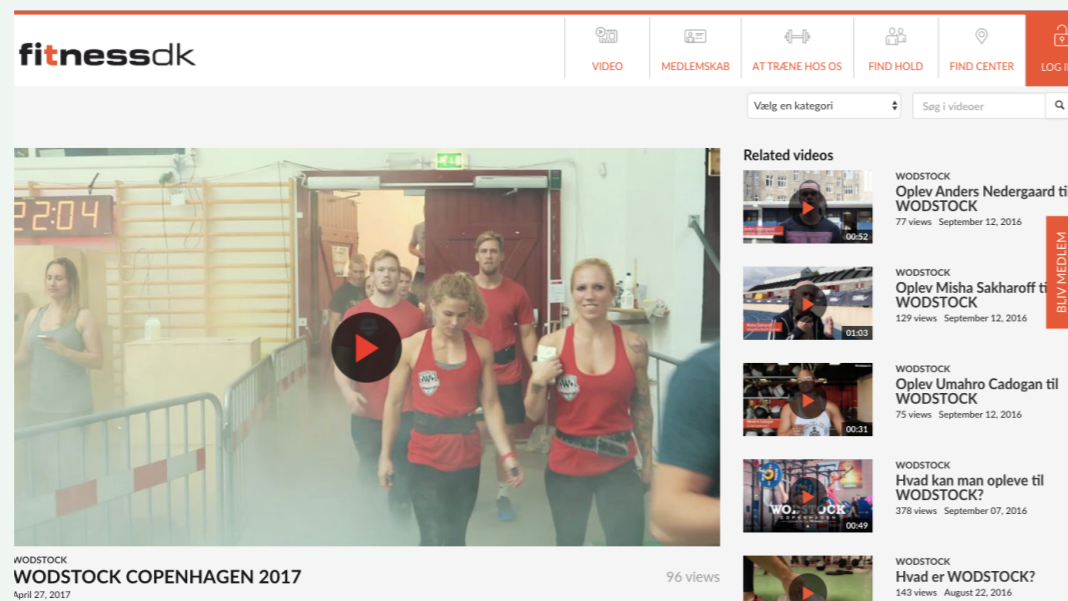 fitnessdk
VIDEO
MEDLEMSKAB
AT TRÆNE HOS OS
FIND HOLD
FIND CENTER
LOG
Vælg en kategori
Søg i videoer
22:04
WODSTOCK
WODSTOCK COPENHAGEN 2017
April 27, 2017
96 views
Related videos
WODSTOCK
Oplev Anders Nedergaard til
WODSTOCK
77 views September 12, 2016
00:52
WODSTOCK
Oplev Misha Sakharoff
WODSTOCK
129 views September 12, 2016
01:03
WODSTOCK
Oplev Umahro Cadogan til
WODSTOCK
75 views September 12, 2016
00:31
WODSTOCK
Hvad kan man opleve til
WODSTOCK?
378 views September 07, 2016
WODSTOCK
COPENHAGEN
00:49
WODSTOCK
Hvad er WODSTOCK?
143 views August 22, 2016
BLIV MEDLEM